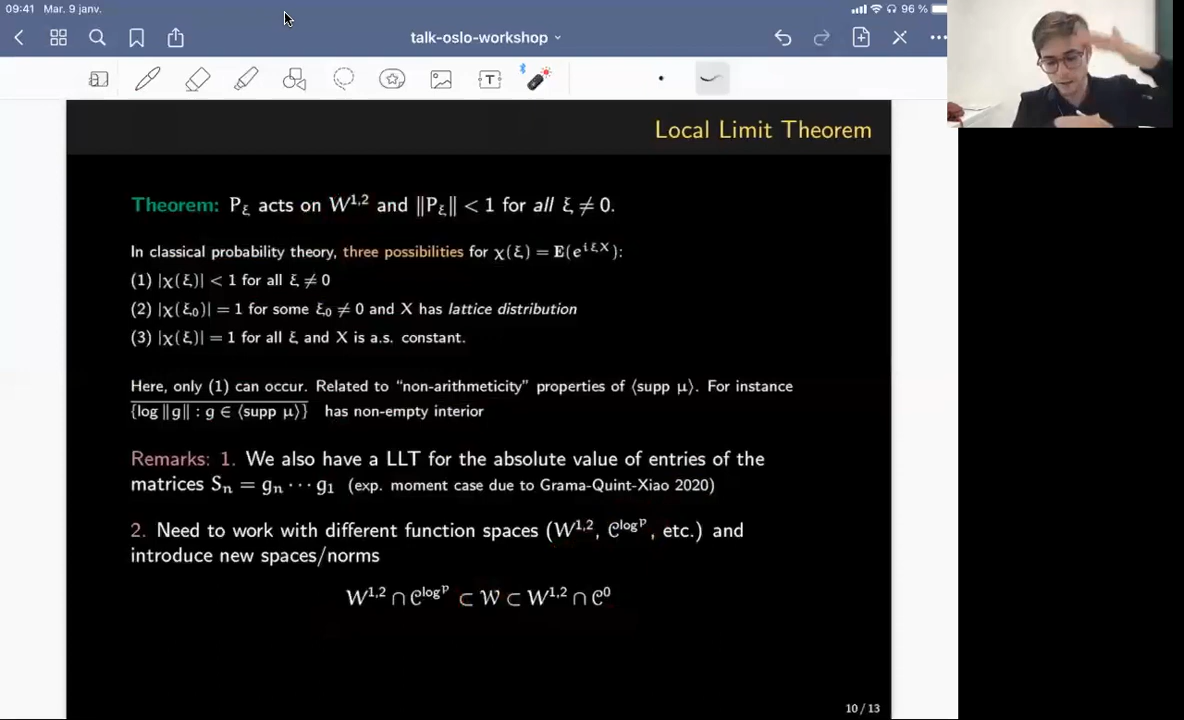 09:41 Mar. 9 janv.
96 %
talk-oslo-workshop
T
Local Limit Theorem
Theorem: P_ξ acts on W^{1,2} and ‖P_ξ‖ < 1 for all ξ ≠ 0.
In classical probability theory, three possibilities for χ(ξ) = E(e^{iξX}):
(1) |χ(ξ)| < 1 for all ξ ≠ 0
(2) |χ(ξ₀)| = 1 for some ξ₀ ≠ 0 and X has lattice distribution
(3) |χ(ξ)| = 1 for all ξ and X is a.s. constant.
Here, only (1) can occur. Related to “non-arithmeticity” properties of ⟨supp μ⟩. For instance
{log ‖g‖ : g ∈ ⟨supp μ⟩} has non-empty interior
Remarks: 1. We also have a LLT for the absolute value of entries of the
matrices Sₙ = gₙ ··· g₁ (exp. moment case due to Grama-Quint-Xiao 2020)
2. Need to work with different function spaces (W^{1,2}, 𝒞^{log^p}, etc.) and
introduce new spaces/norms
W^{1,2} ∩ 𝒞^{log^p} ⊂ 𝒲 ⊂ W^{1,2} ∩ 𝒞^0
10 / 13